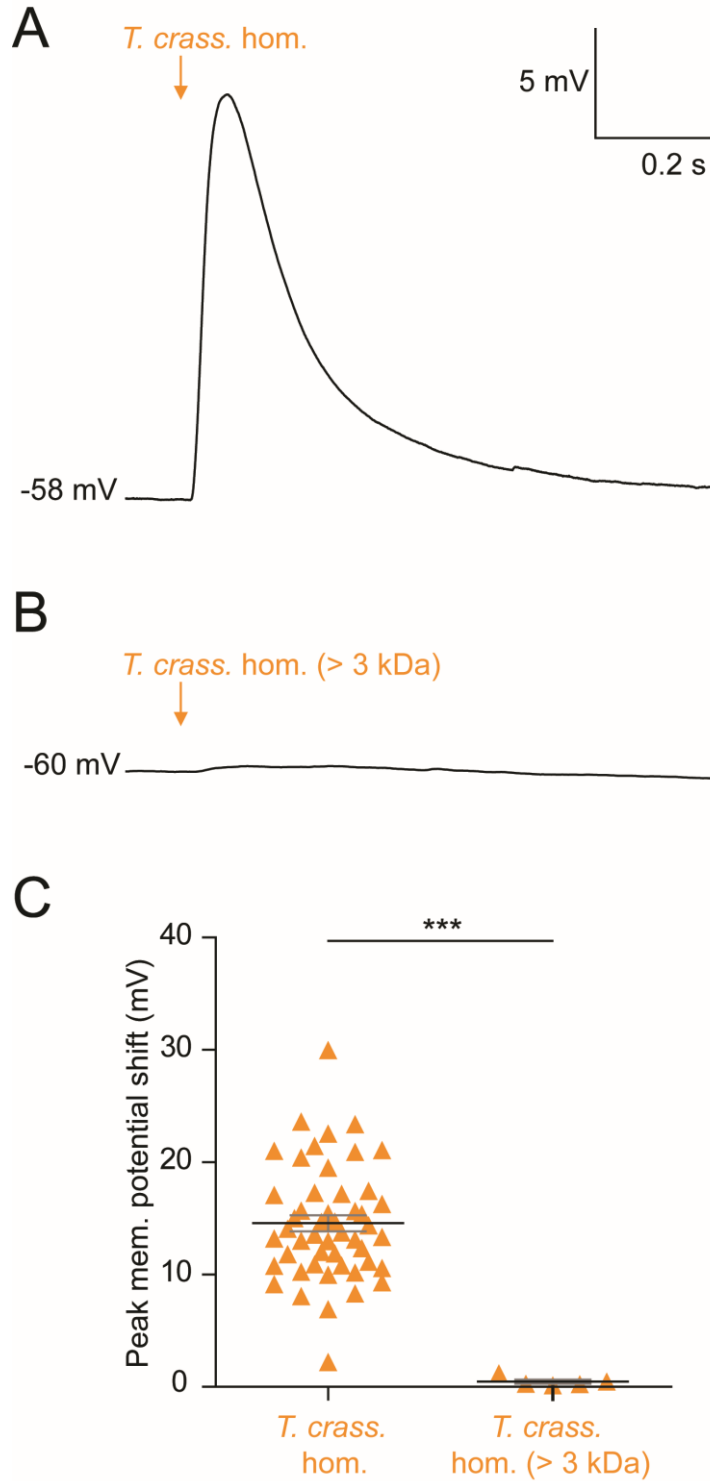 A
T. crass. hom.
5 mV
0.2 s
-58 mV
B
T. crass. hom. (> 3 kDa)
-60 mV
C
Peak mem. potential shift (mV)
40
30
20
10
0
***
T. crass.
hom.
T. crass.
hom. (> 3 kDa)